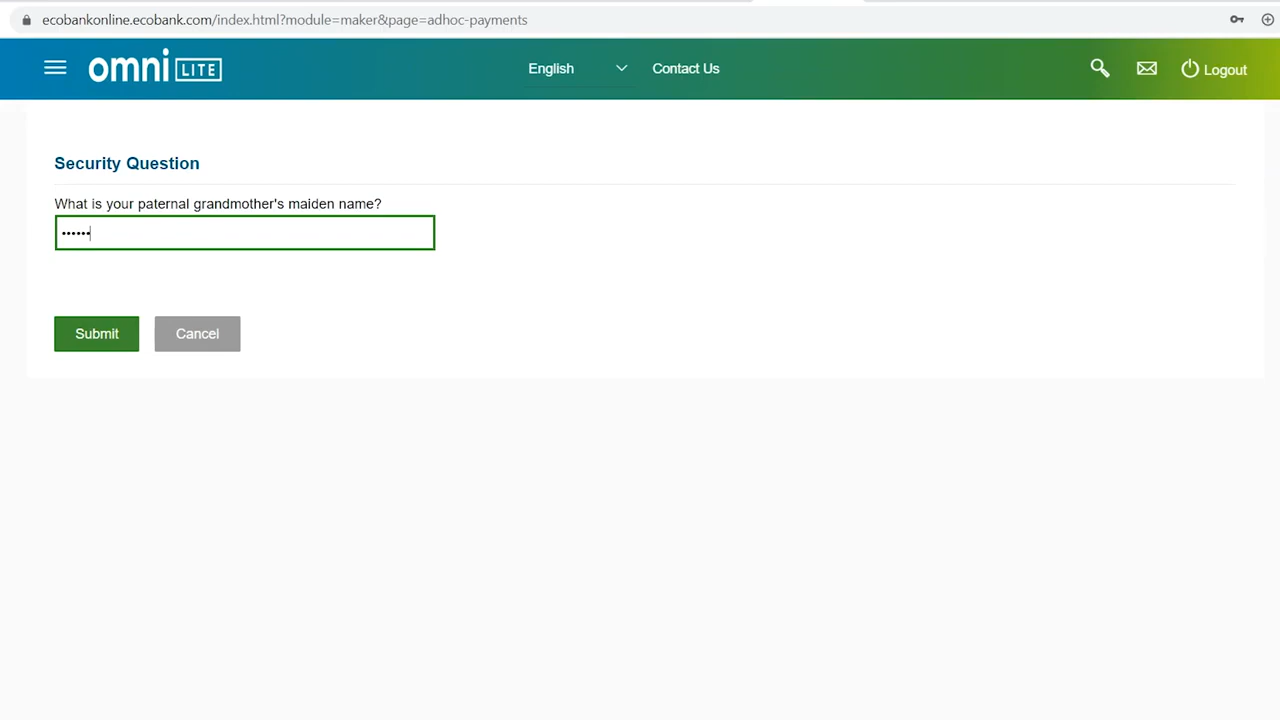 ecobankonline.ecobank.com/index.html?module=maker&page=adhoc-payments
omni LITE English Contact Us Logout
Security Question
What is your paternal grandmother's maiden name?
••••••
Submit Cancel